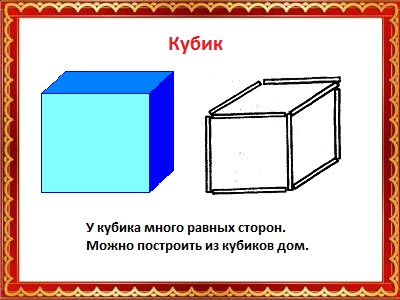 Кубик
У кубика много равных сторон.
Можно построить из кубиков дом.